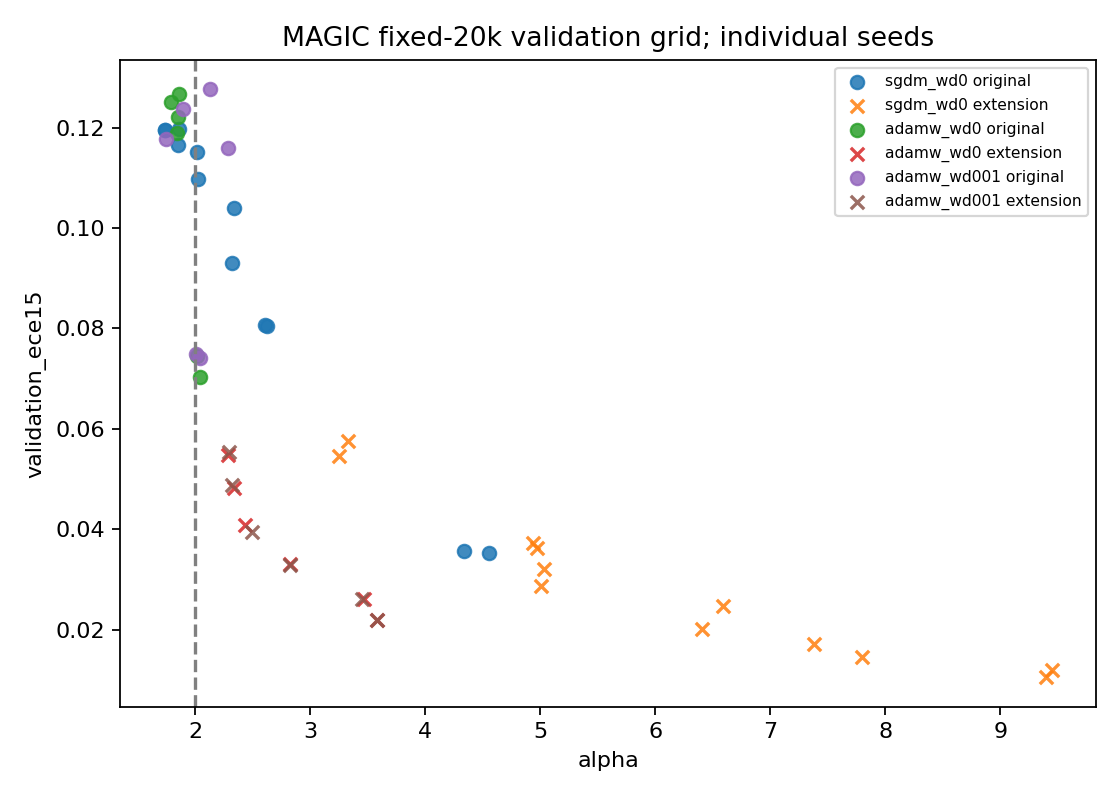 MAGIC fixed-20k validation grid; individual seeds
sgdm_wd0 original
sgdm_wd0 extension
adamw_wd0 original
adamw_wd0 extension
adamw_wd001 original
adamw_wd001 extension
validation_ece15
0.12
0.10
0.08
0.06
0.04
0.02
2 3 4 5 6 7 8 9
alpha